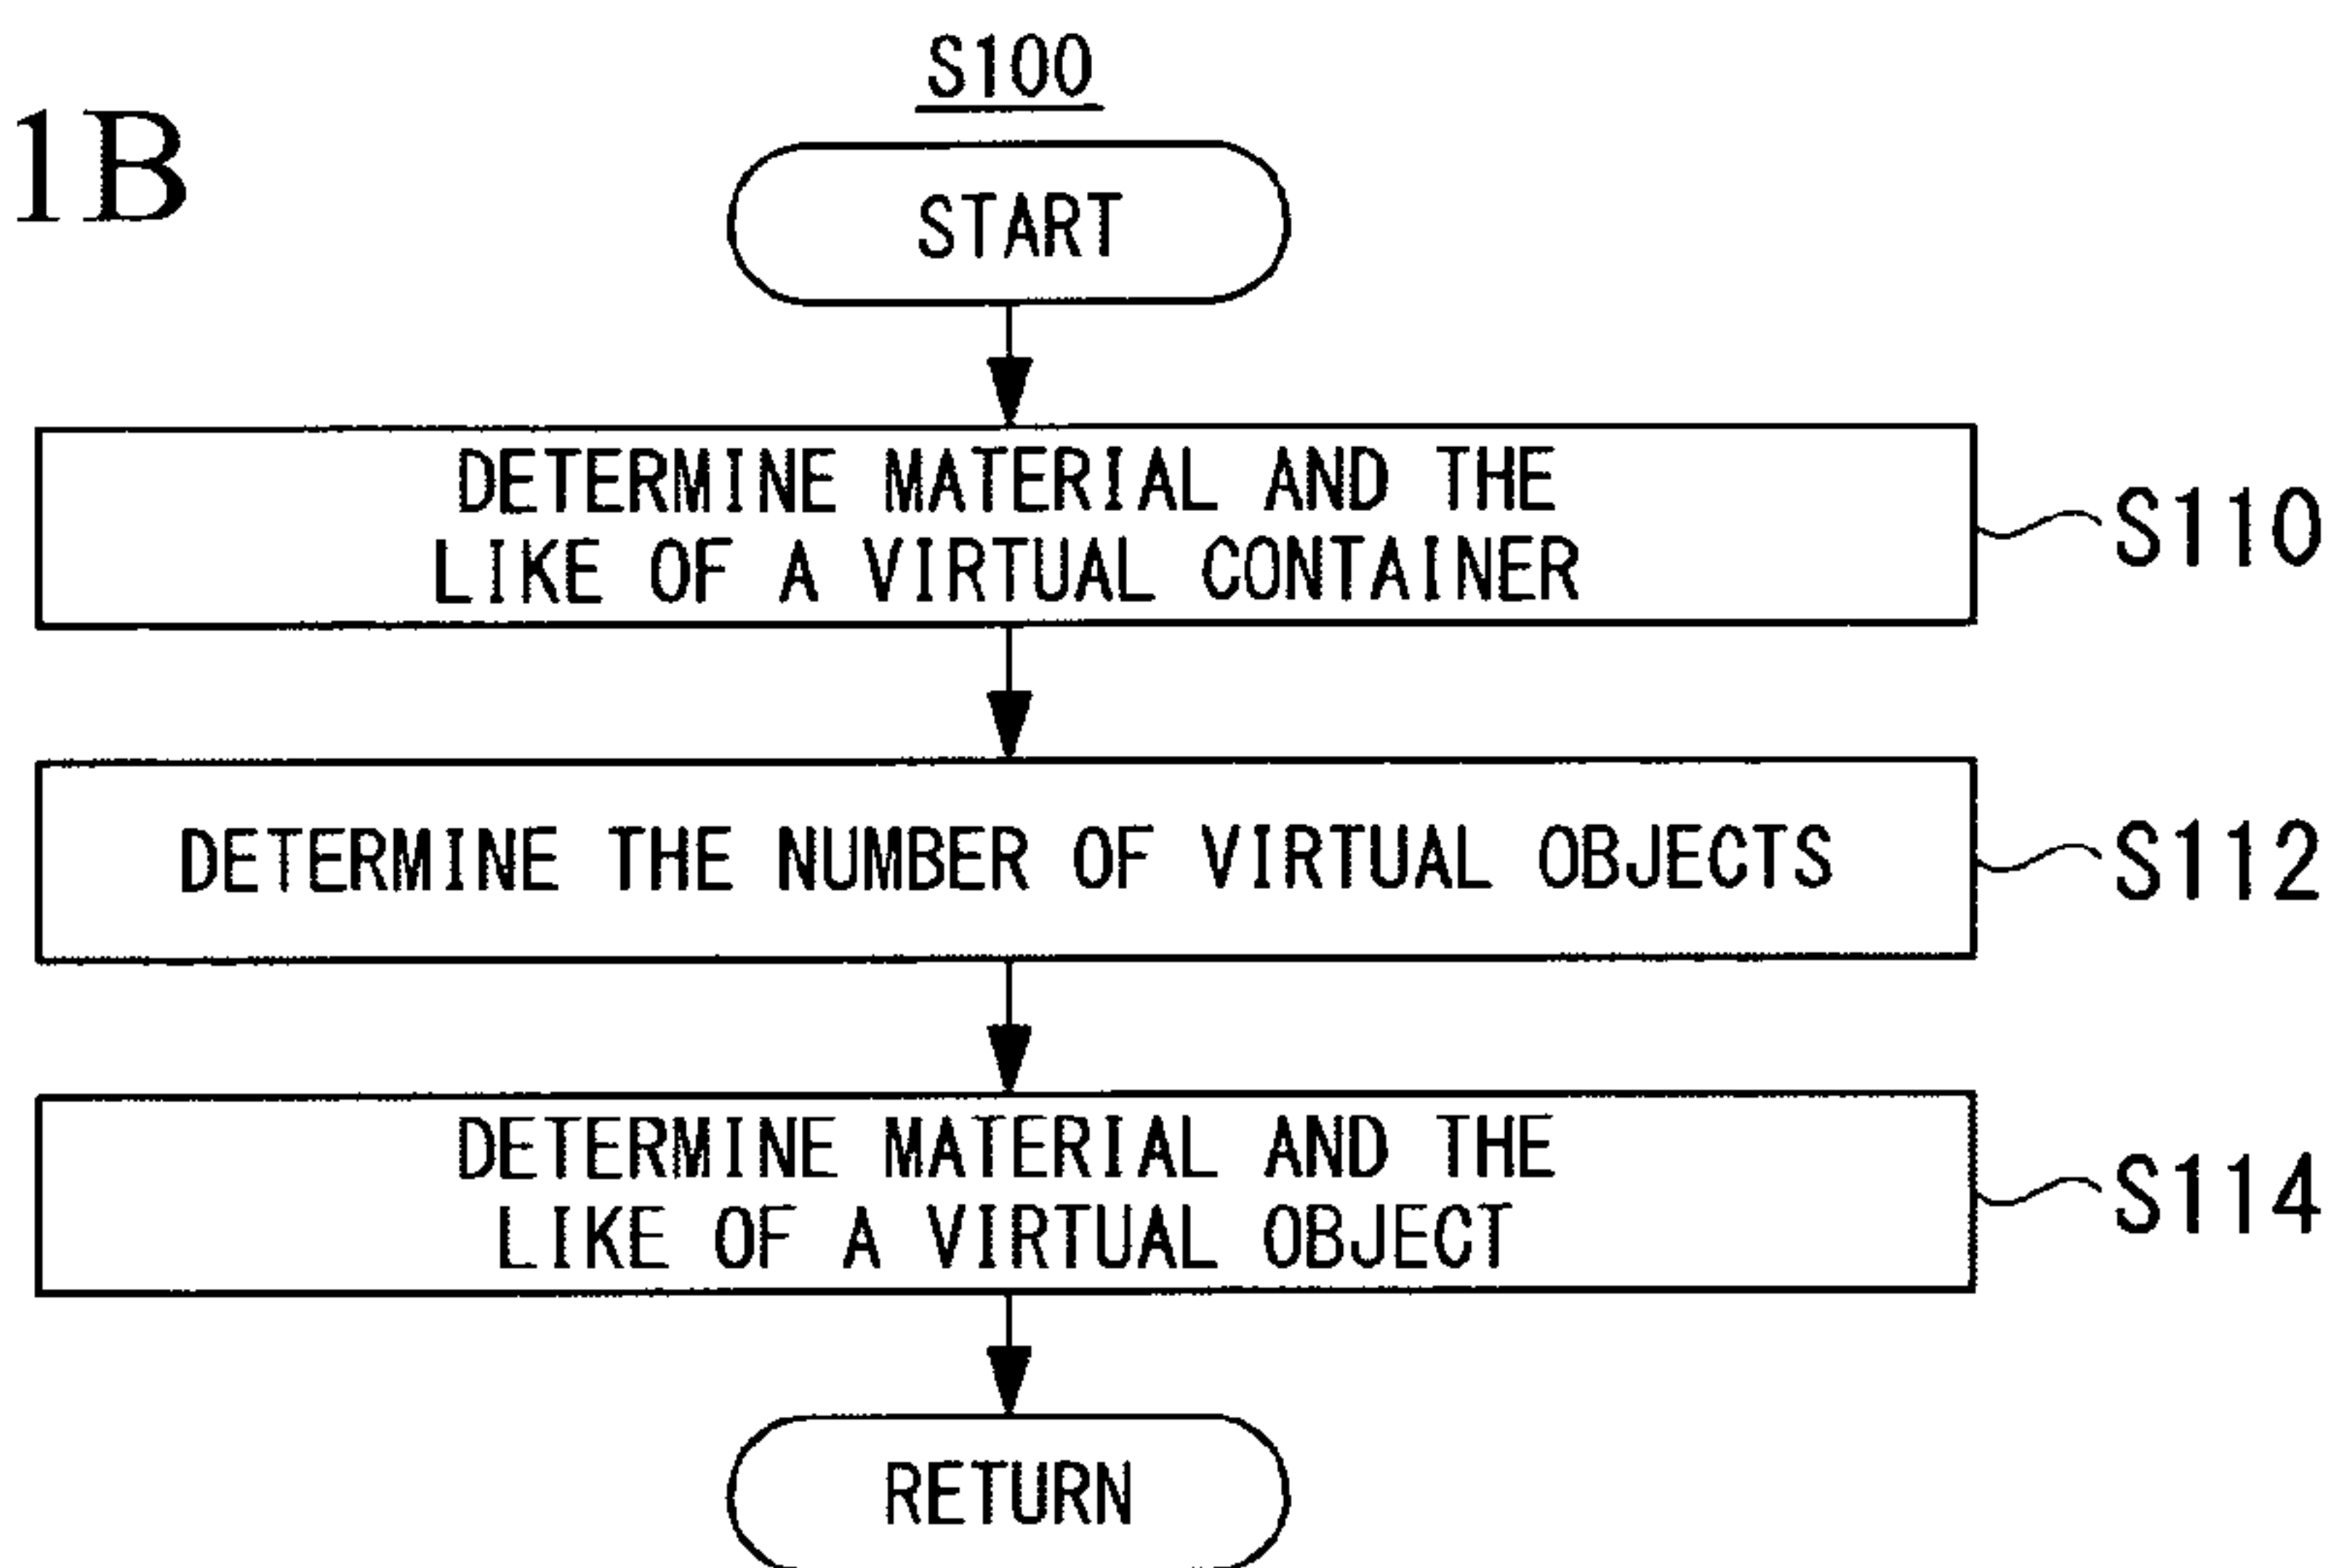 S100
1B
START
DETERMINE MATERIAL AND THE
LIKE OF A VIRTUAL CONTAINER
S110
DETERMINE THE NUMBER OF VIRTUAL OBJECTS
S112
DETERMINE MATERIAL AND THE
LIKE OF A VIRTUAL OBJECT
S114
RETURN